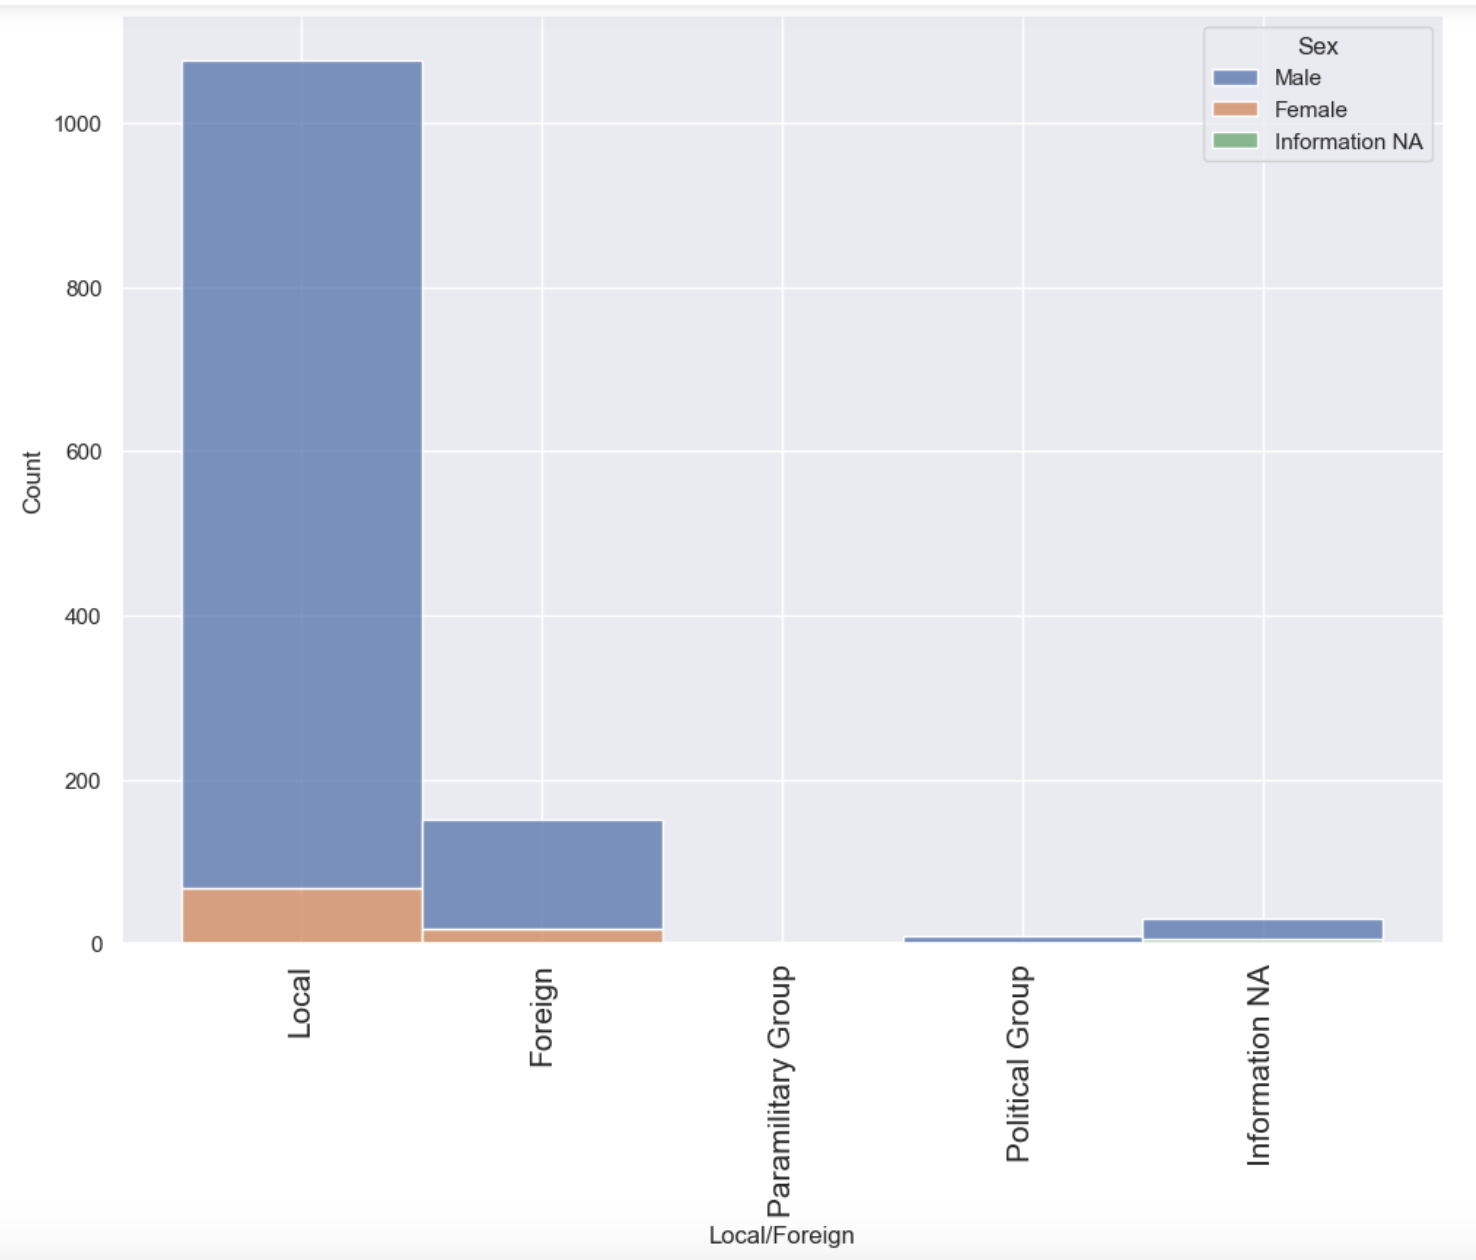 Sex
Male
Female
Information NA
1000
800
600
400
200
0
Count
Local
Foreign
Paramilitary Group
Political Group
Information NA
Local/Foreign